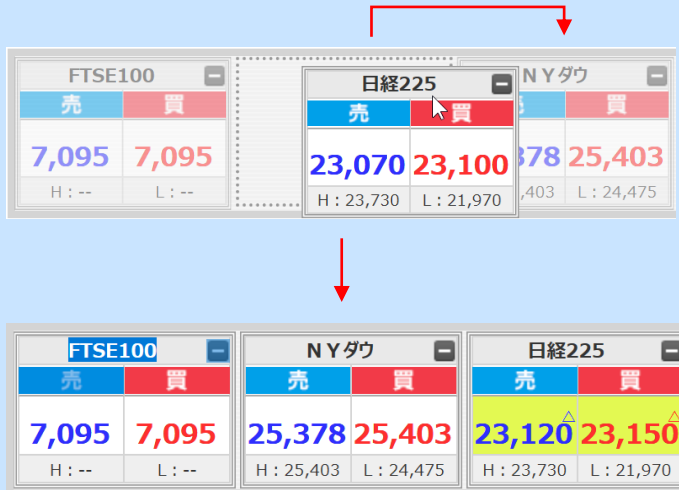 FTSE100
売 買
7,095 7,095
H：-- L：--
日経225
売 買
23,070 23,100
H：23,730 L：21,970
ＮＹダウ
買
378 25,403
,403 L：24,475
FTSE100
売 買
7,095 7,095
H：-- L：--
ＮＹダウ
売 買
25,378 25,403
H：25,403 L：24,475
日経225
売 買
23,120 23,150
H：23,730 L：21,970